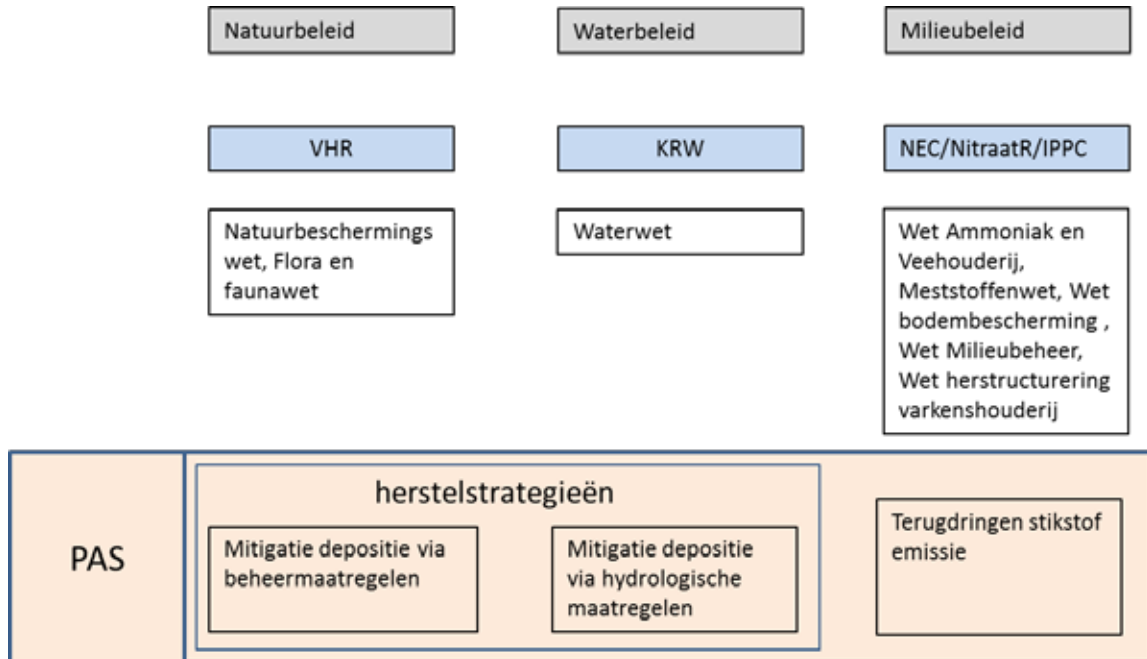 Natuurbeleid
Waterbeleid
Milieubeleid
VHR
KRW
NEC/NitraatR/IPPC
Natuurbeschermings
wet, Flora en
faunawet
Waterwet
Wet Ammoniak en
Veehouderij,
Meststoffenwet, Wet
bodembescherming ,
Wet Milieubeheer,
Wet herstructurering
varkenshouderij
PAS
herstelstrategieën
Mitigatie depositie via
beheermaatregelen
Mitigatie depositie
via hydrologische
maatregelen
Terugdringen stikstof
emissie